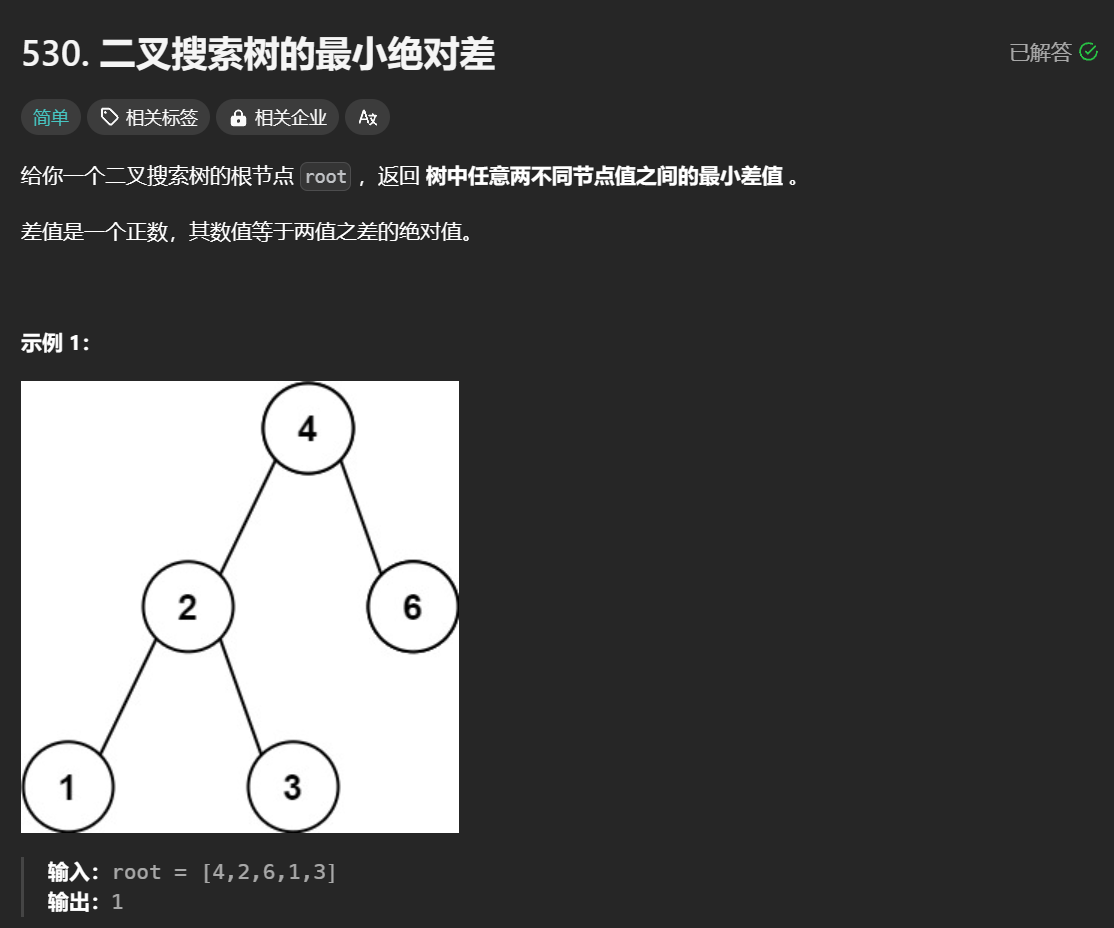 530. 二叉搜索树的最小绝对差
已解答
简单 相关标签 相关企业 Ax
给你一个二叉搜索树的根节点 root ，返回 树中任意两不同节点值之间的最小差值 。
差值是一个正数，其数值等于两值之差的绝对值。
示例 1：
4
2
6
1
3
输入：root = [4,2,6,1,3]
输出：1